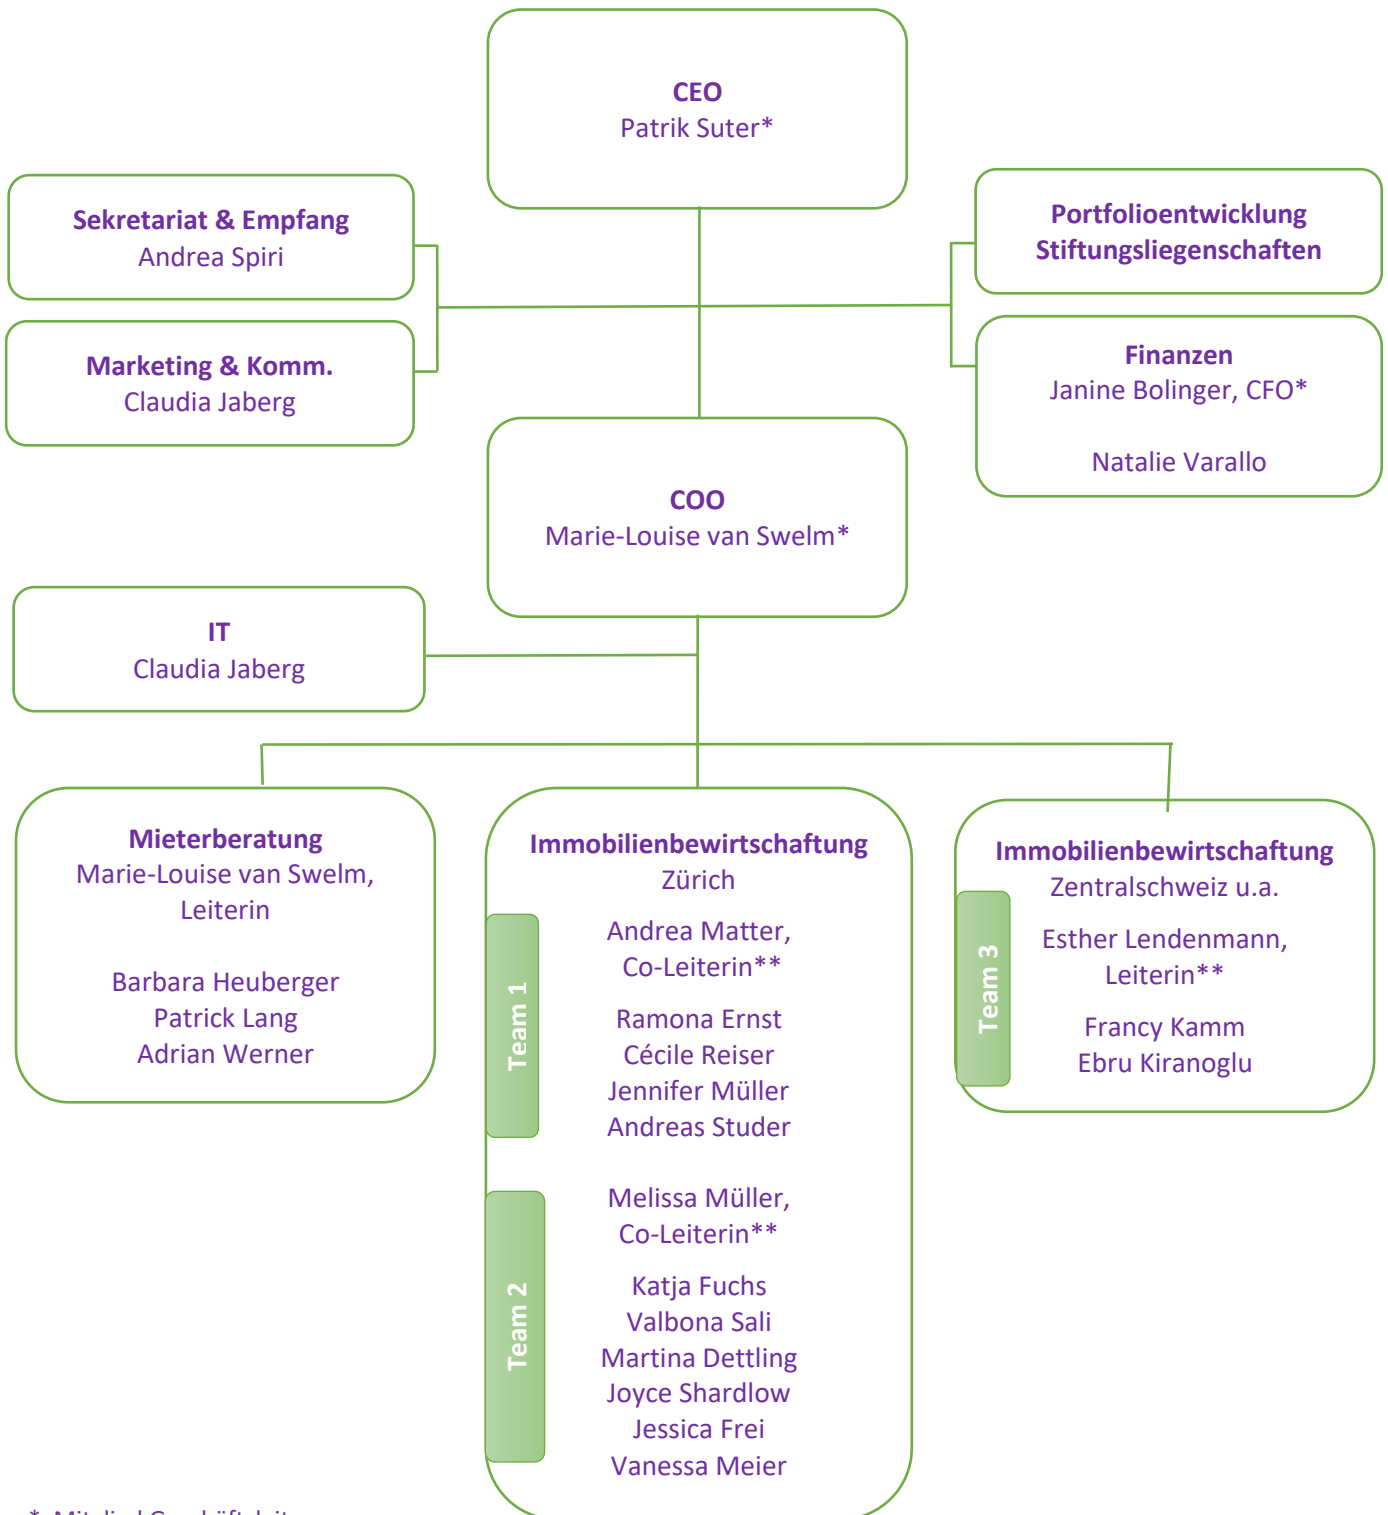 CEO
Patrik Suter*
Sekretariat & Empfang
Andrea Spiri
Portfolioentwicklung
Stiftungsliegenschaften
Marketing & Komm.
Claudia Jaberg
Finanzen
Janine Bolinger, CFO*
Natalie Varallo
COO
Marie-Louise van Swelm*
IT
Claudia Jaberg
Mieterberatung
Marie-Louise van Swelm,
Leiterin
Barbara Heuberger
Patrick Lang
Adrian Werner
Immobilienbewirtschaftung
Zürich
Team 1
Andrea Matter,
Co-Leiterin**
Ramona Ernst
Cécile Reiser
Jennifer Müller
Andreas Studer
Team 2
Melissa Müller,
Co-Leiterin**
Katja Fuchs
Valbona Sali
Martina Dettling
Joyce Shardlow
Jessica Frei
Vanessa Meier
Immobilienbewirtschaftung
Zentralschweiz u.a.
Team 3
Esther Lendenmann,
Leiterin**
Francy Kamm
Ebru Kiranoglu
* Mitglied